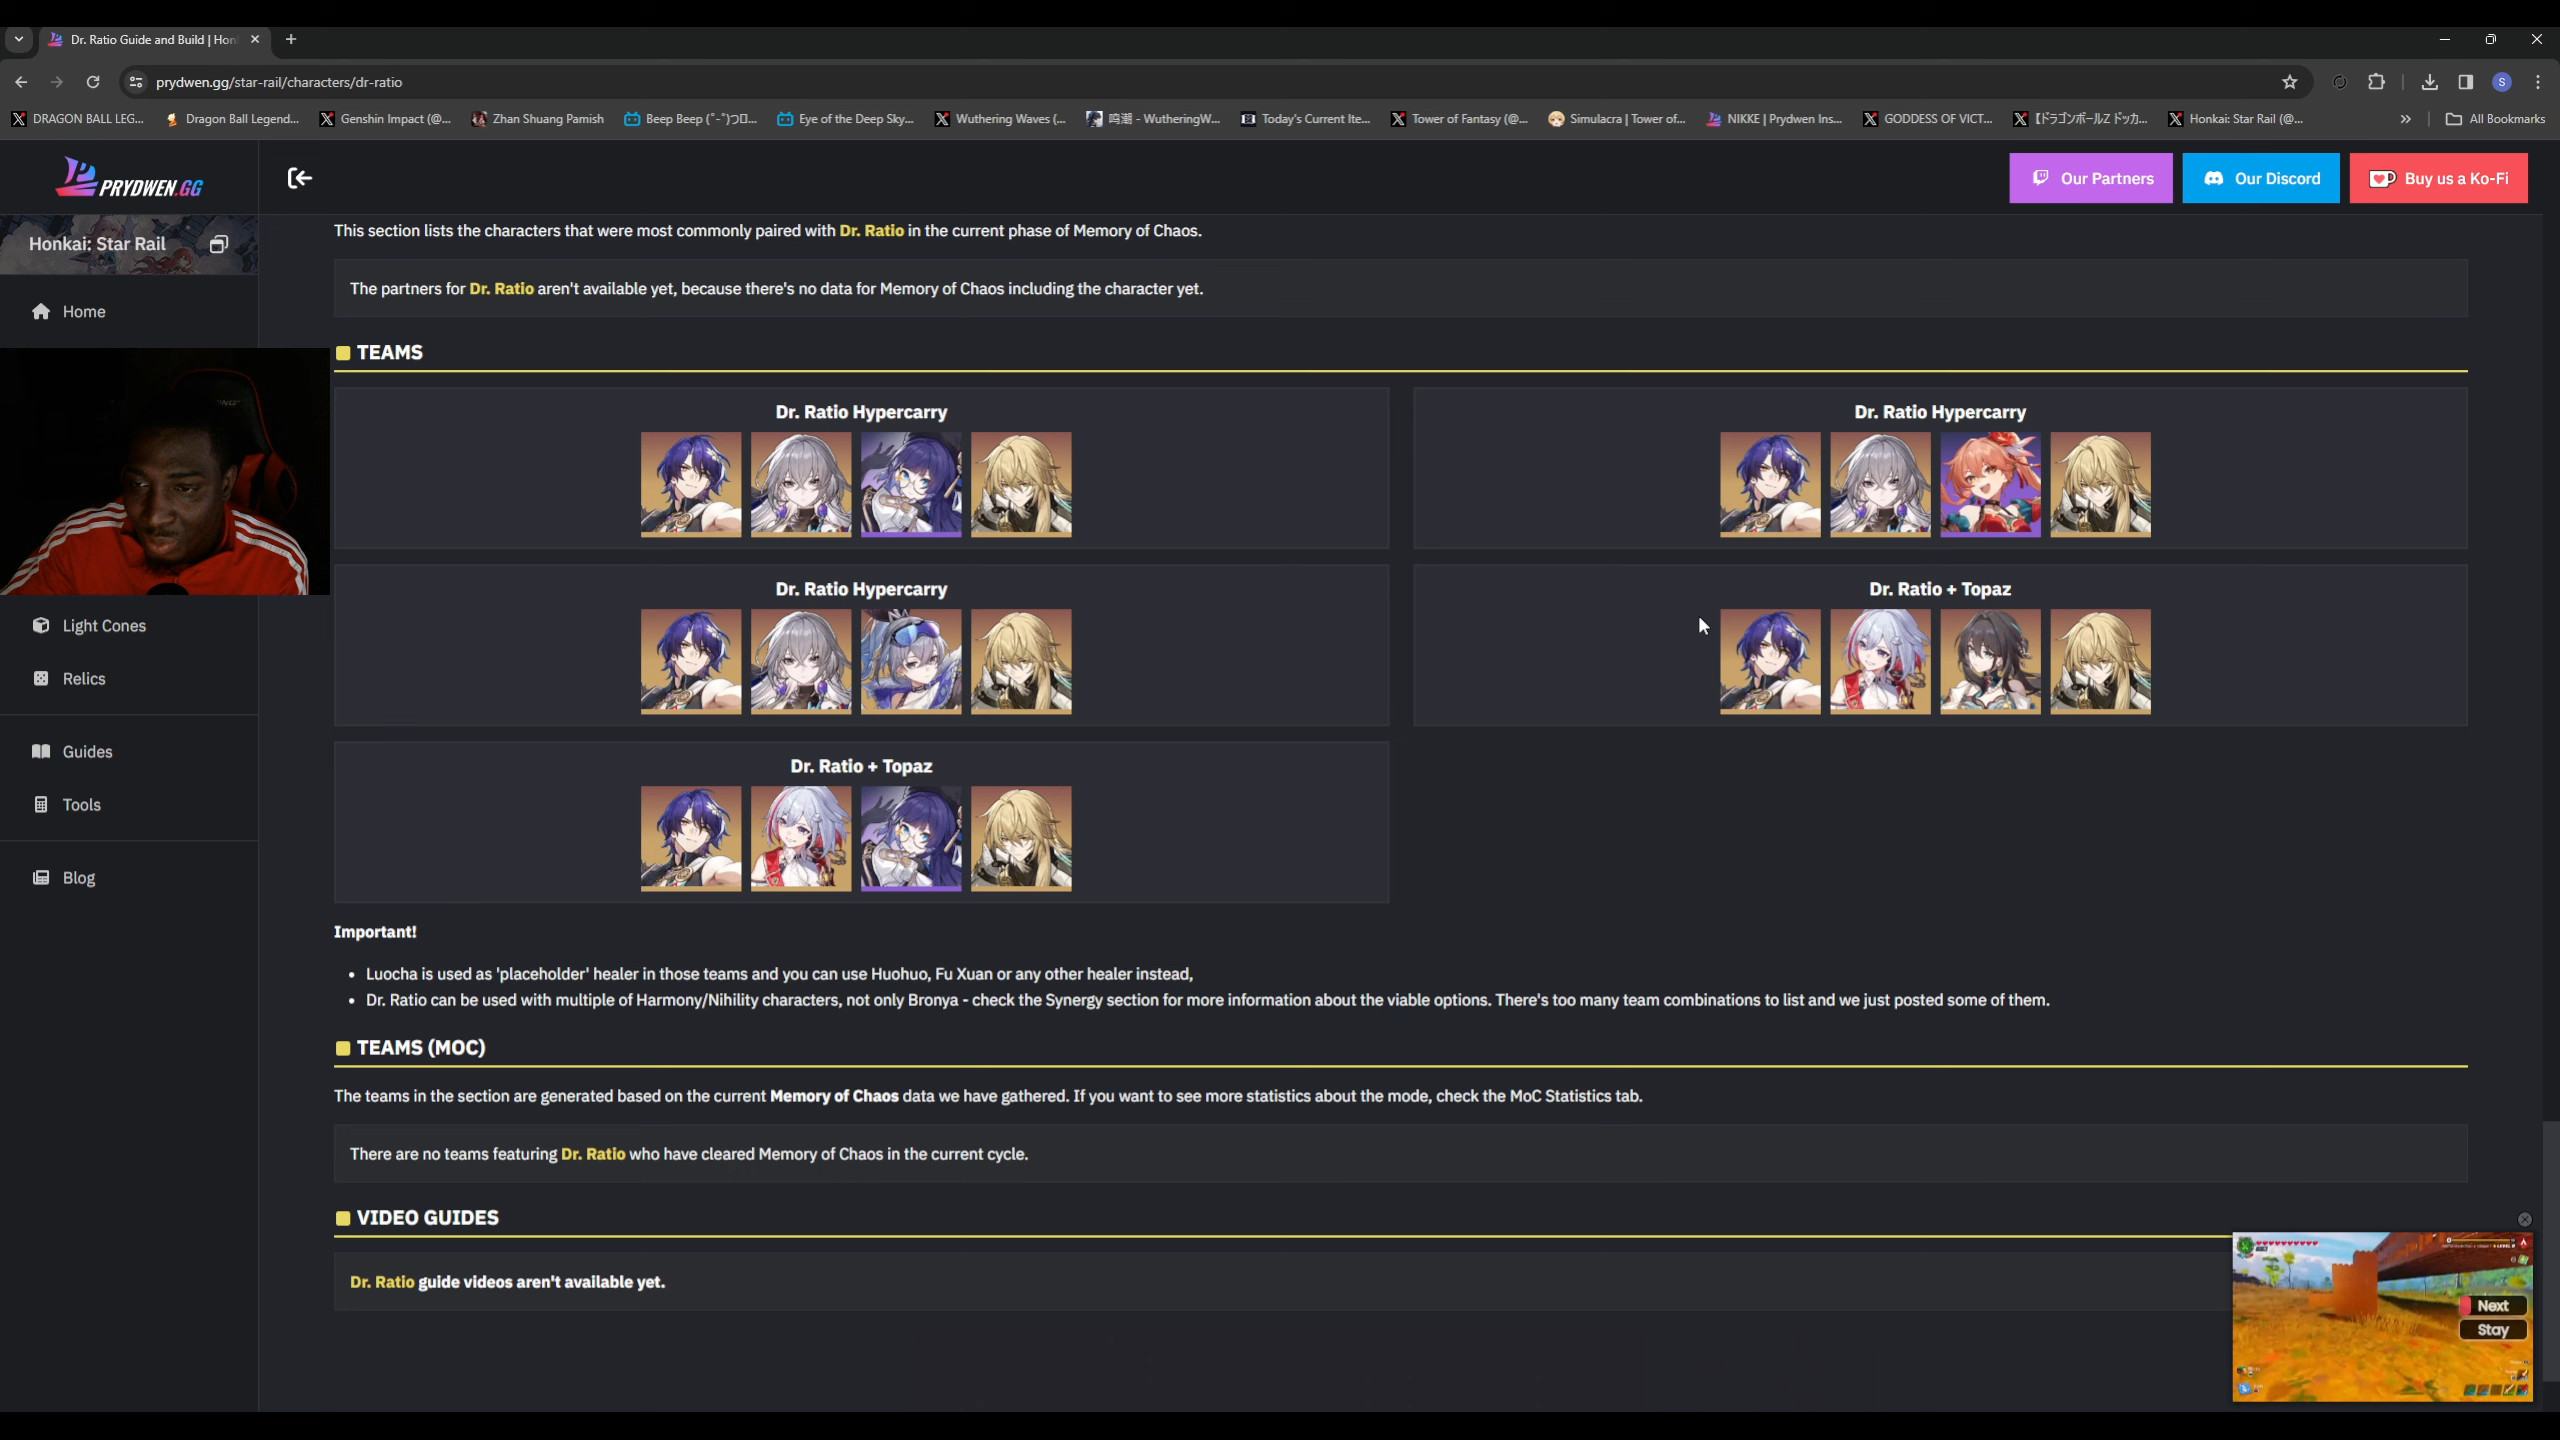 Dr. Ratio Guide and Build | Hon
prydwen.gg/star-rail/characters/dr-ratio
S
DRAGON BALL LEG...
Dragon Ball Legend...
Genshin Impact (@...
Zhan Shuang Pamish
Eye of the Deep Sky...
Wuthering Waves (...
鸣潮 - WutheringW...
Today's Current Ite...
Tower of Fantasy (@...
Simulacra | Tower of...
NIKKE | Prydwen Ins...
GODDESS OF VICT...
Honkai: Star Rail (@...
All Bookmarks
PRYDWEN.GG
Our Partners
Our Discord
Buy us a Ko-Fi
Honkai: Star Rail
Home
Light Cones
Relics
Guides
Tools
Blog
This section lists the characters that were most commonly paired with Dr. Ratio in the current phase of Memory of Chaos.
The partners for Dr. Ratio aren't available yet, because there's no data for Memory of Chaos including the character yet.
TEAMS
Dr. Ratio Hypercarry
Dr. Ratio Hypercarry
Dr. Ratio Hypercarry
Dr. Ratio + Topaz
Dr. Ratio + Topaz
Important!
• Luocha is used as 'placeholder' healer in those teams and you can use Huohuo, Fu Xuan or any other healer instead,
• Dr. Ratio can be used with multiple of Harmony/Nihility characters, not only Bronya - check the Synergy section for more information about the viable options. There's too many team combinations to list and we just posted some of them.
TEAMS (MOC)
The teams in the section are generated based on the current Memory of Chaos data we have gathered. If you want to see more statistics about the mode, check the MoC Statistics tab.
There are no teams featuring Dr. Ratio who have cleared Memory of Chaos in the current cycle.
VIDEO GUIDES
Dr. Ratio guide videos aren't available yet.
Next
Stay